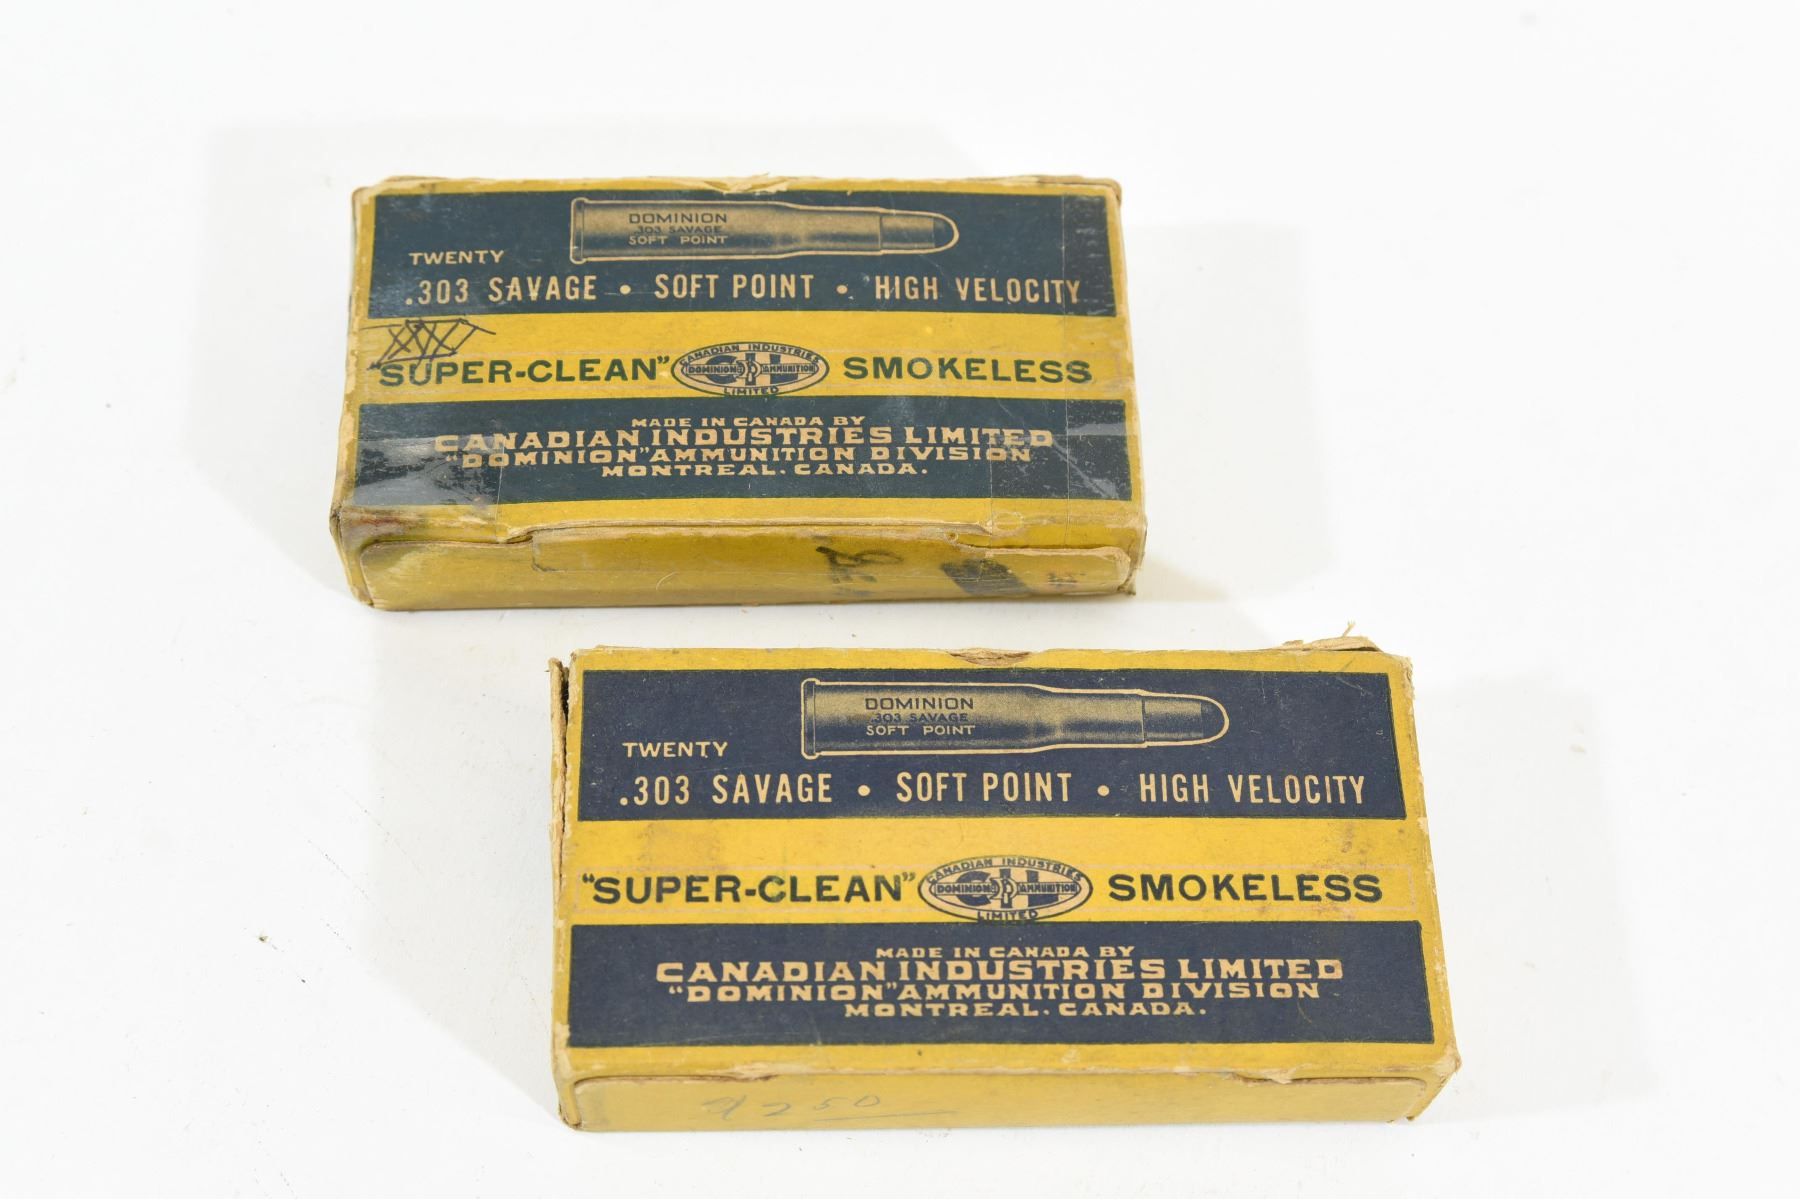 DOMINION
.303 SAVAGE
SOFT POINT
TWENTY
.303 SAVAGE • SOFT POINT • HIGH VELOCITY
"SUPER-CLEAN" CANADIAN INDUSTRIES LIMITED CIL DOMINION AMMUNITION SMOKELESS
MADE IN CANADA BY
CANADIAN INDUSTRIES LIMITED
"DOMINION" AMMUNITION DIVISION
MONTREAL. CANADA.
DOMINION
.303 SAVAGE
SOFT POINT
TWENTY
.303 SAVAGE • SOFT POINT • HIGH VELOCITY
"SUPER-CLEAN" CANADIAN INDUSTRIES LIMITED CIL DOMINION AMMUNITION SMOKELESS
MADE IN CANADA BY
CANADIAN INDUSTRIES LIMITED
"DOMINION" AMMUNITION DIVISION
MONTREAL. CANADA.
250